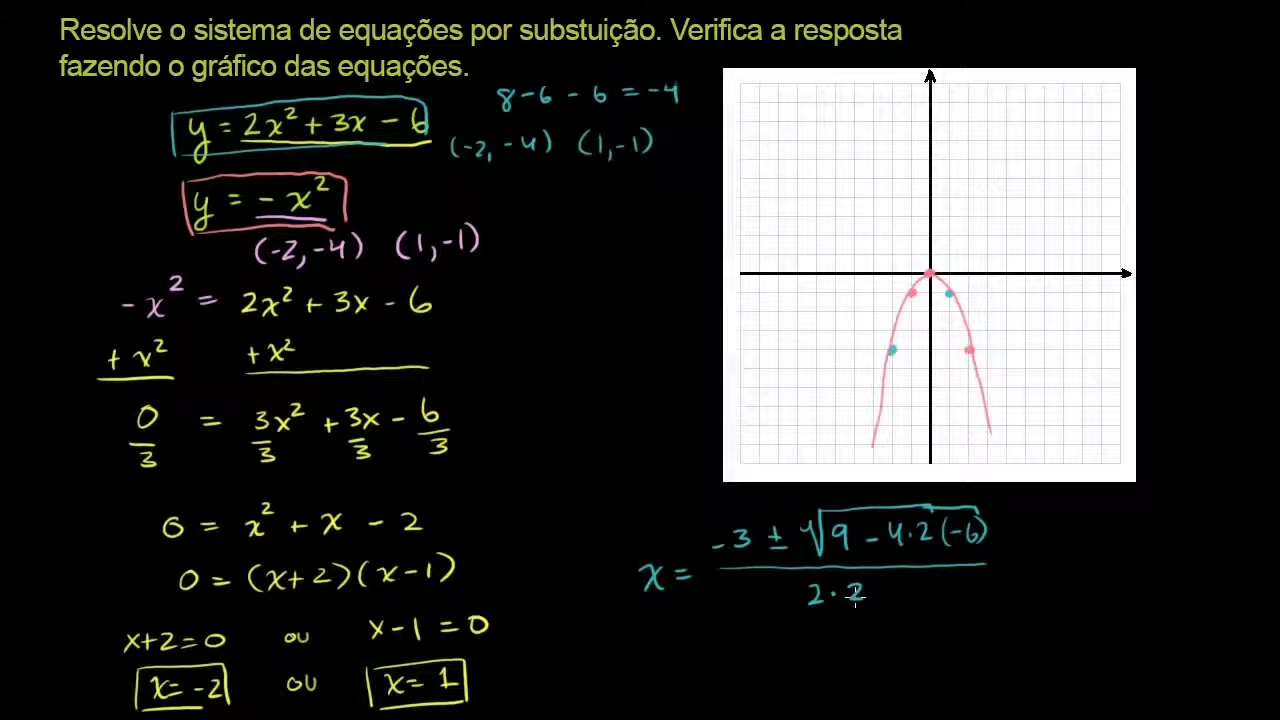 Resolve o sistema de equações por substuição. Verifica a resposta
fazendo o gráfico das equações.
y = 2x² + 3x − 6
8 − 6 − 6 = −4
(−2, −4) (1, −1)
y = − x²
(−2, −4) (1, −1)
−x² = 2x² + 3x − 6
+ x² + x²
0/3 = 3x²/3 + 3x/3 − 6/3
0 = x² + x − 2
0 = (x+2)(x−1)
x+2=0 ou x−1=0
x=−2 ou x=1
x = (−3 ± √(9 − 4·2(−6))) / (2·2)